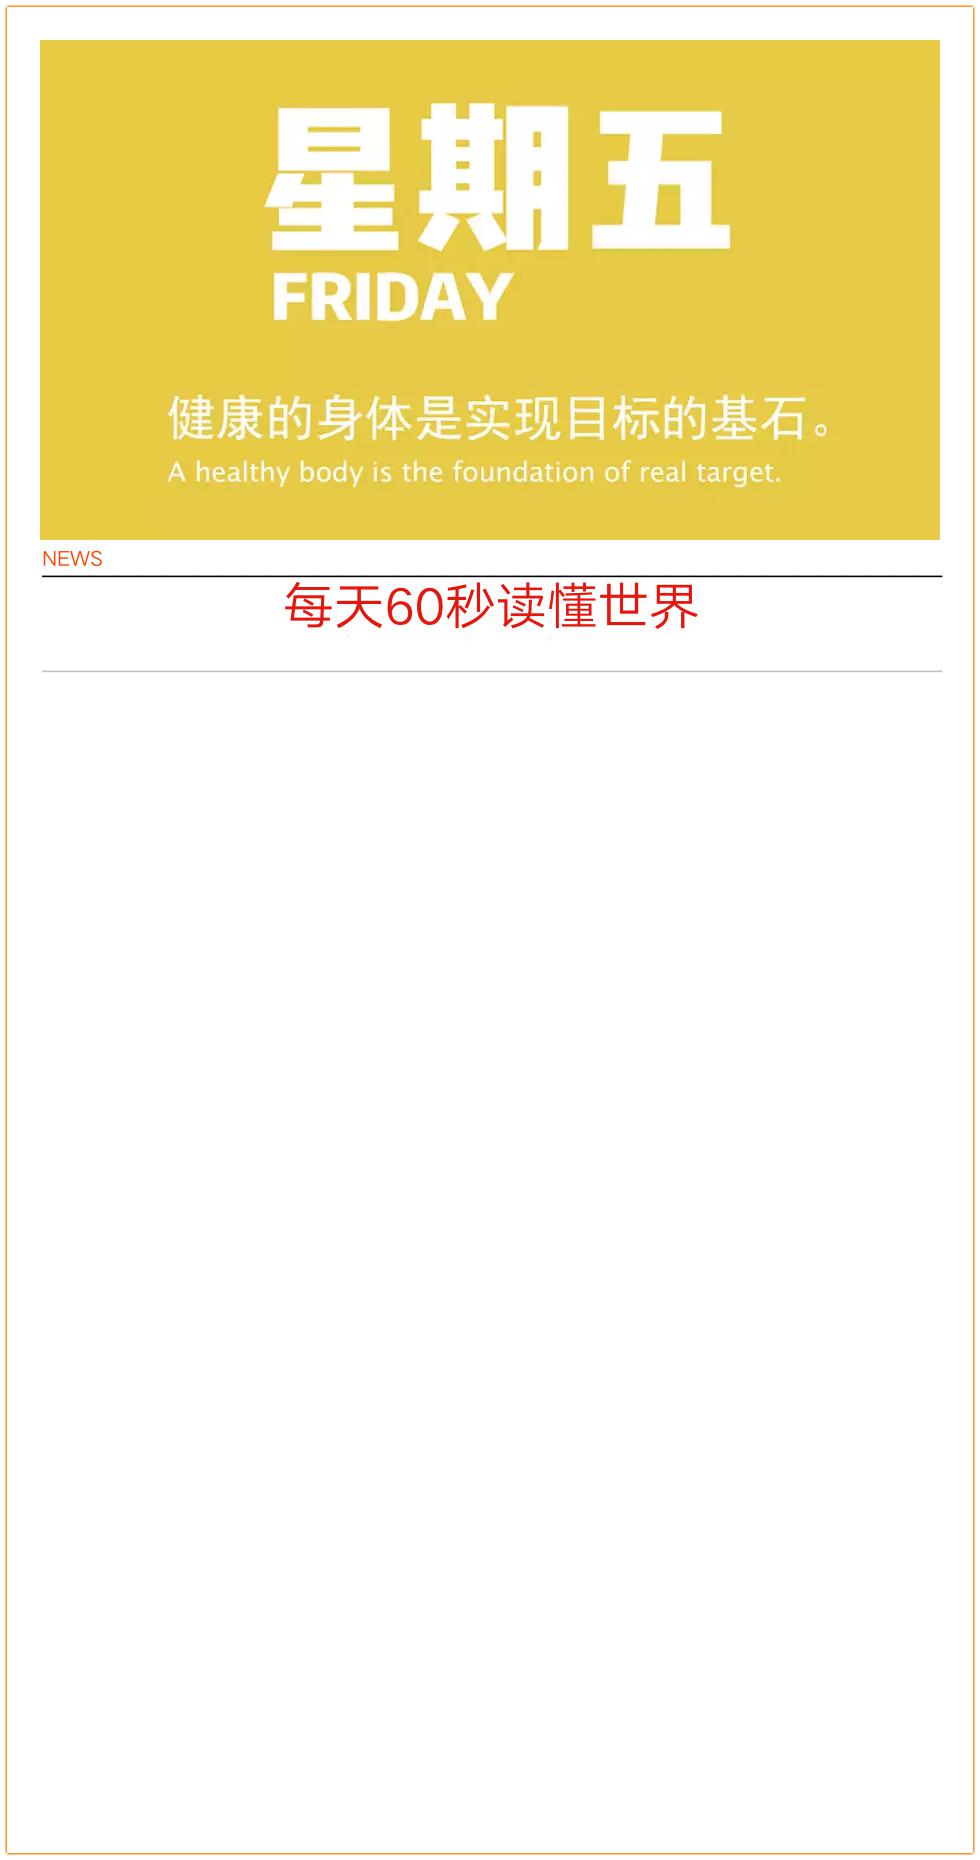 星期五
FRIDAY
健康的身体是实现目标的基石。
A healthy body is the foundation of real target.
NEWS
每天60秒读懂世界